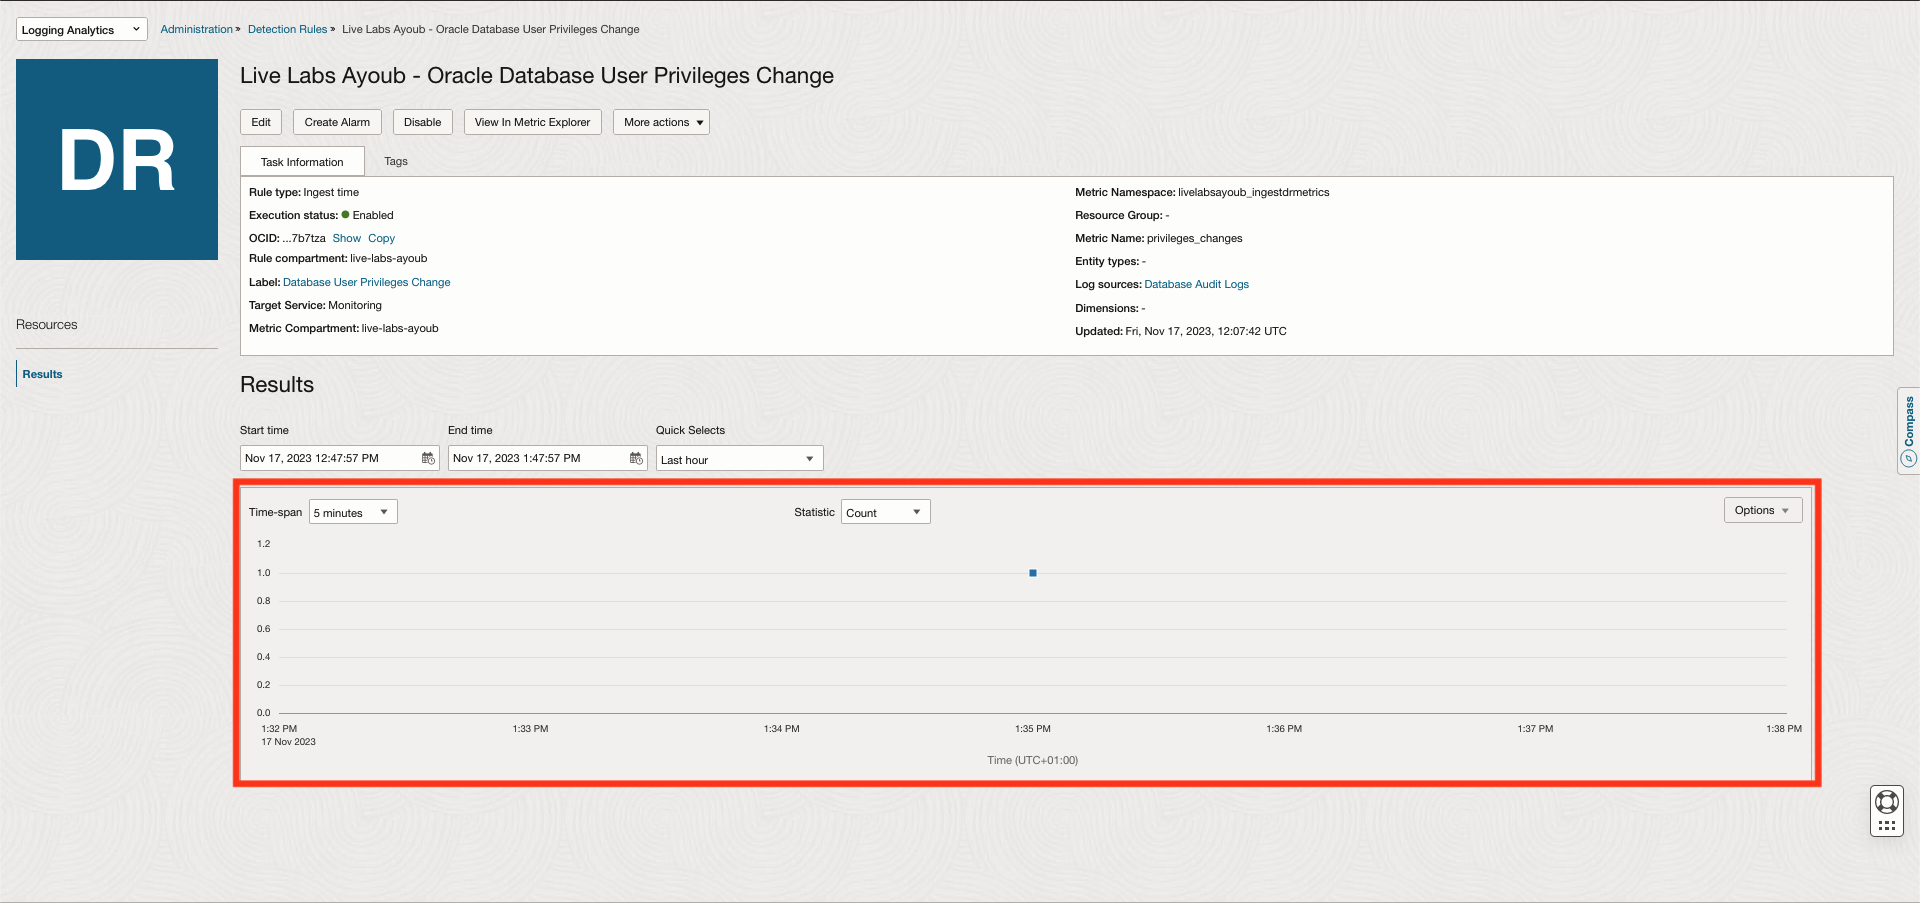 Logging Analytics
Administration » Detection Rules » Live Labs Ayoub - Oracle Database User Privileges Change
DR
Live Labs Ayoub - Oracle Database User Privileges Change
Edit Create Alarm Disable View In Metric Explorer More actions
Task Information Tags
Rule type: Ingest time
Execution status: Enabled
OCID: ...7b7tza Show Copy
Rule compartment: live-labs-ayoub
Label: Database User Privileges Change
Target Service: Monitoring
Metric Compartment: live-labs-ayoub
Metric Namespace: livelabsayoub_ingestdrmetrics
Resource Group: -
Metric Name: privileges_changes
Entity types: -
Log sources: Database Audit Logs
Dimensions: -
Updated: Fri, Nov 17, 2023, 12:07:42 UTC
Resources
Results
Results
Start time End time Quick Selects
Nov 17, 2023 12:47:57 PM Nov 17, 2023 1:47:57 PM Last hour
Time-span 5 minutes Statistic Count Options
1.2
1.0
0.8
0.6
0.4
0.2
0.0
1:32 PM 1:33 PM 1:34 PM 1:35 PM 1:36 PM 1:37 PM 1:38 PM
17 Nov 2023
Time (UTC+01:00)
Compass